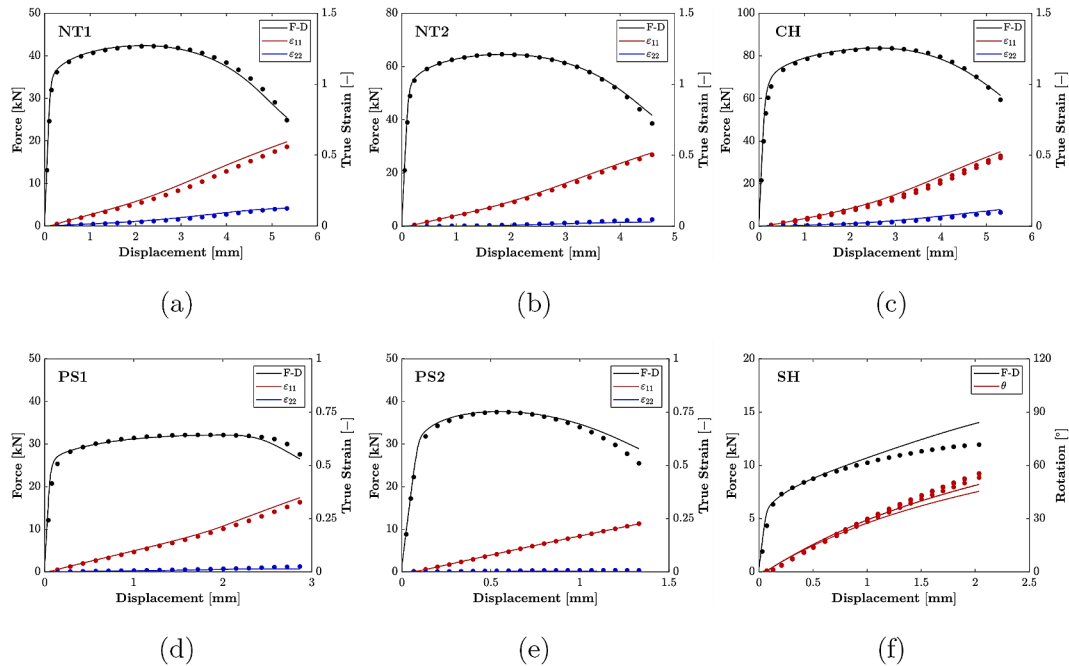 NT1
F-D
ε11
ε22
50
40
30
20
10
0
0 1 2 3 4 5 6
1.5
1
0.5
0
Force [kN]
Displacement [mm]
True Strain [−]
(a)
NT2
F-D
ε11
ε22
80
60
40
20
0
0 1 2 3 4 5
1.5
1
0.5
0
Force [kN]
Displacement [mm]
True Strain [−]
(b)
CH
F-D
ε11
ε22
100
80
60
40
20
0
0 1 2 3 4 5 6
1.5
1
0.5
0
Force [kN]
Displacement [mm]
True Strain [−]
(c)
PS1
F-D
ε11
ε22
50
40
30
20
10
0
0 1 2 3
1
0.75
0.5
0.25
0
Force [kN]
Displacement [mm]
True Strain [−]
(d)
PS2
F-D
ε11
ε22
50
40
30
20
10
0
0 0.5 1 1.5
1
0.75
0.5
0.25
0
Force [kN]
Displacement [mm]
True Strain [−]
(e)
SH
F-D
θ
20
15
10
5
0
0 0.5 1 1.5 2 2.5
120
90
60
30
0
Force [kN]
Displacement [mm]
Rotation [°]
(f)